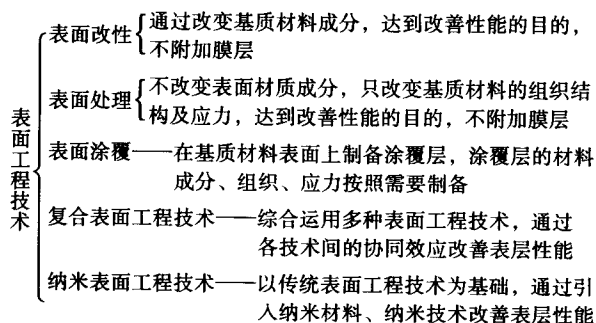 表面工程技术
表面改性
通过改变基质材料成分，达到改善性能的目的，
不附加膜层
表面处理
不改变表面材质成分，只改变基质材料的组织结
构及应力，达到改善性能的目的，不附加膜层
表面涂覆——在基质材料表面上制备涂覆层，涂覆层的材料
成分、组织、应力按照需要制备
复合表面工程技术——综合运用多种表面工程技术，通过
各技术间的协同效应改善表层性能
纳米表面工程技术——以传统表面工程技术为基础，通过引
入纳米材料、纳米技术改善表层性能